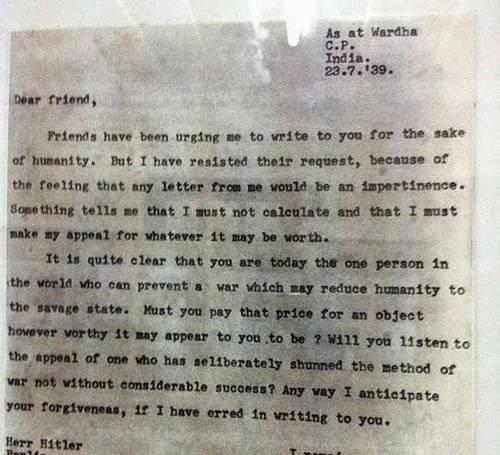 As at Wardha
C.P.
India.
23.7.'39.
Dear friend,
Friends have been urging me to write to you for the sake
of humanity. But I have resisted their request, because of
the feeling that any letter from me would be an impertinence.
Something tells me that I must not calculate and that I must
make my appeal for whatever it may be worth.
It is quite clear that you are today the one person in
the world who can prevent a war which may reduce humanity to
the savage state. Must you pay that price for an object
however worthy it may appear to you to be ? Will you listen to
the appeal of one who has seliberately shunned the method of
war not without considerable success? Any way I anticipate
your forgiveness, if I have erred in writing to you.
Herr Hitler